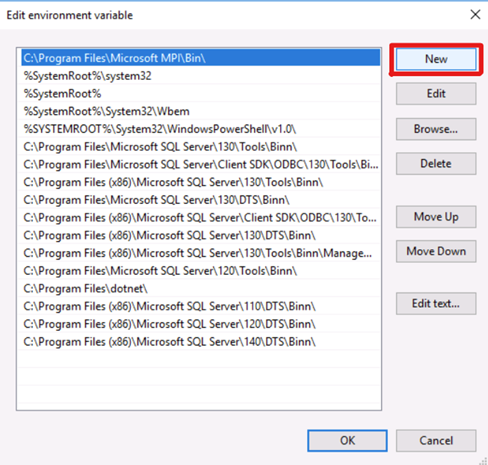 Edit environment variable
C:\Program Files\Microsoft MPI\Bin\
%SystemRoot%\system32
%SystemRoot%
%SystemRoot%\System32\Wbem
%SYSTEMROOT%\System32\WindowsPowerShell\v1.0\
C:\Program Files\Microsoft SQL Server\130\Tools\Binn\
C:\Program Files\Microsoft SQL Server\Client SDK\ODBC\130\Tools\Bi...
C:\Program Files (x86)\Microsoft SQL Server\130\Tools\Binn\
C:\Program Files\Microsoft SQL Server\130\DTS\Binn\
C:\Program Files (x86)\Microsoft SQL Server\Client SDK\ODBC\130\To...
C:\Program Files (x86)\Microsoft SQL Server\130\DTS\Binn\
C:\Program Files (x86)\Microsoft SQL Server\130\Tools\Binn\Manage...
C:\Program Files\Microsoft SQL Server\120\Tools\Binn\
C:\Program Files\dotnet\
C:\Program Files (x86)\Microsoft SQL Server\110\DTS\Binn\
C:\Program Files (x86)\Microsoft SQL Server\120\DTS\Binn\
C:\Program Files (x86)\Microsoft SQL Server\140\DTS\Binn\
New
Edit
Browse...
Delete
Move Up
Move Down
Edit text...
OK
Cancel